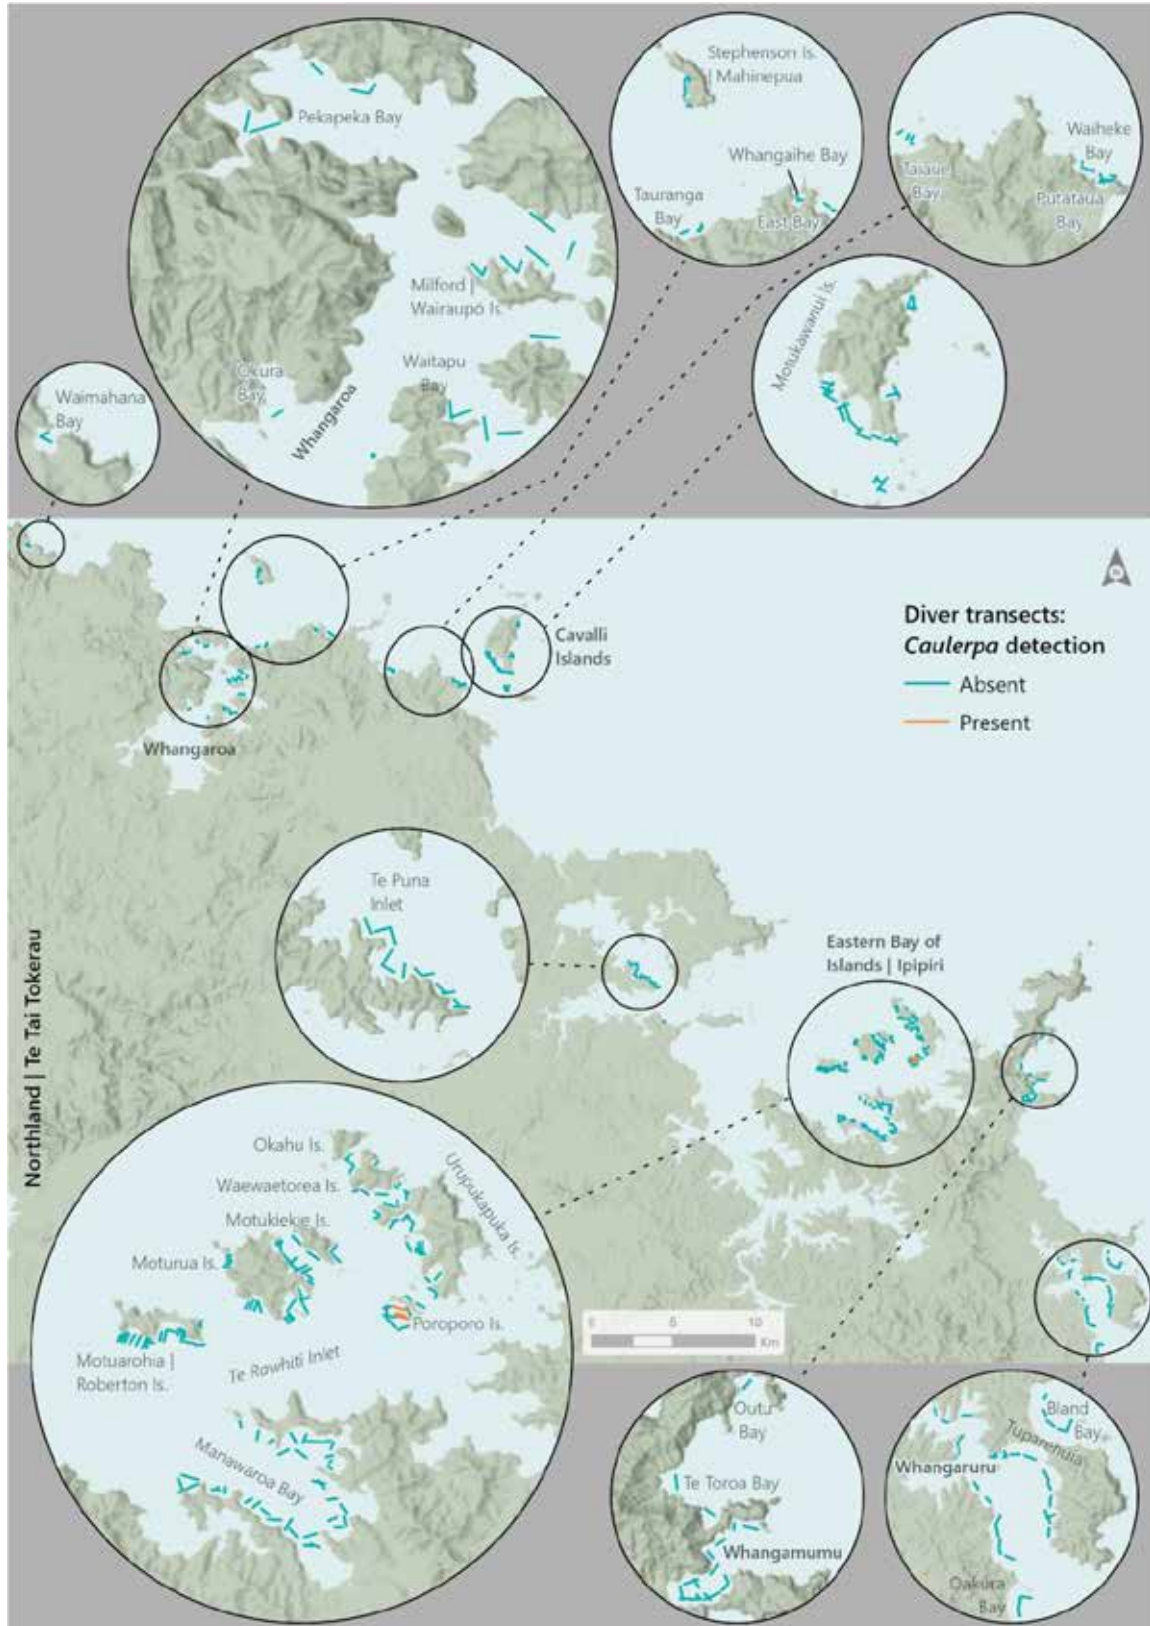 Stephenson Is.
| Mahinepua
Whangaihe Bay
Tauranga
Bay
East Bay
Waiheke
Bay
Putataua
Bay
Bay
Pekapeka Bay
Milford |
Wairaupō Is.
Waitapu
Bay
Okura
Bay
Whangaroa
Waimahana
Bay
Motukawanui Is.
Cavalli
Islands
Whangaroa
Diver transects:
Caulerpa detection
Absent
Present
Te Puna
Inlet
Eastern Bay of
Islands | Ipipiri
Northland | Te Tai Tokerau
Okahu Is.
Waewaetorea Is.
Urupukapuka Is.
Motukiekie Is.
Moturua Is.
Poroporo Is.
Motuarohia |
Roberton Is.
Te Rawhiti Inlet
Manawaroa Bay
0 5 10
Km
Outu
Bay
Te Toroa Bay
Whangamumu
Bland
Bay
Tuparehuia
Whangaruru
Oakura
Bay